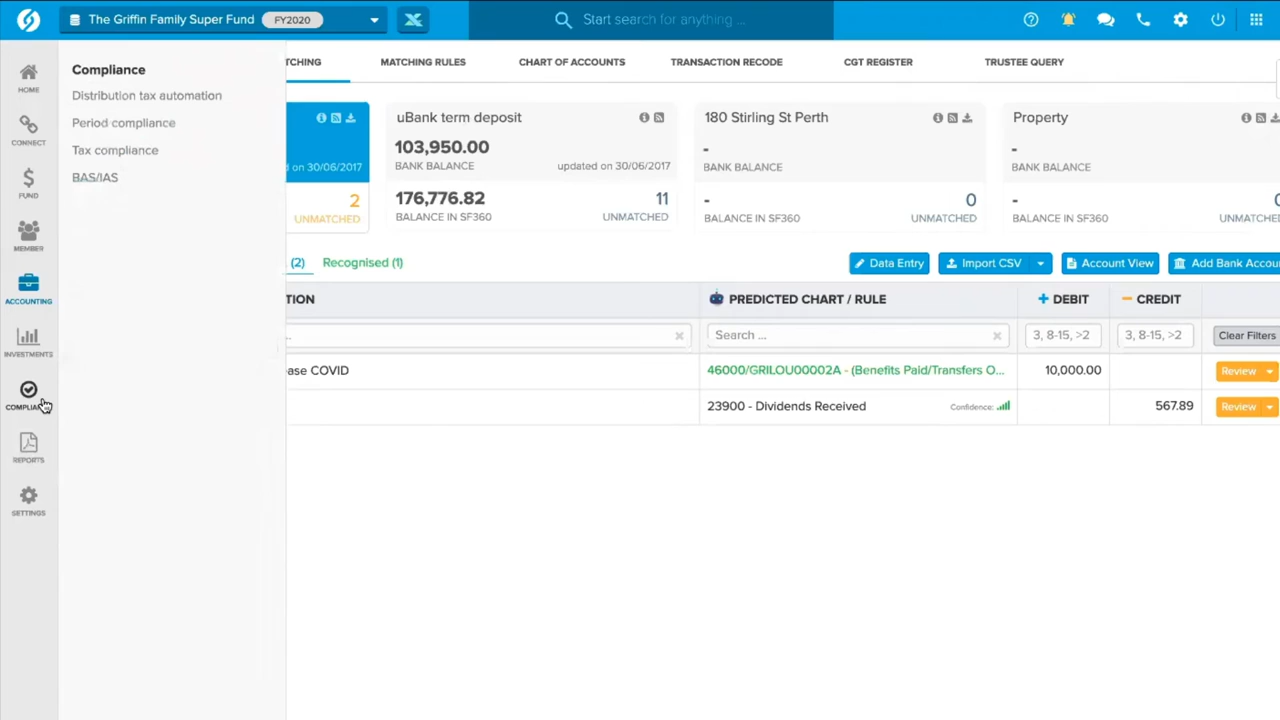 The Griffin Family Super Fund FY2020
Start search for anything ...
HOME
CONNECT
FUND
MEMBER
ACCOUNTING
INVESTMENTS
REPORTS
SETTINGS
Compliance
Distribution tax automation
Period compliance
Tax compliance
BAS/IAS
MATCHING RULES CHART OF ACCOUNTS TRANSACTION RECODE CGT REGISTER TRUSTEE QUERY
on 30/06/2017
2
UNMATCHED
uBank term deposit
103,950.00
BANK BALANCE updated on 30/06/2017
176,776.82 11
BALANCE IN SF360 UNMATCHED
180 Stirling St Perth
-
BANK BALANCE
- 0
BALANCE IN SF360 UNMATCHED
Property
-
BANK BALANCE
-
BALANCE IN SF360
(2) Recognised (1) Data Entry Import CSV Account View Add Bank Accou
TION PREDICTED CHART / RULE + DEBIT − CREDIT
... Search ... 3, 8-15, >2 3, 8-15, >2 Clear Filters
ase COVID 46000/GRILOU00002A - (Benefits Paid/Transfers O... 10,000.00 Review
23900 - Dividends Received Confidence: 567.89 Review